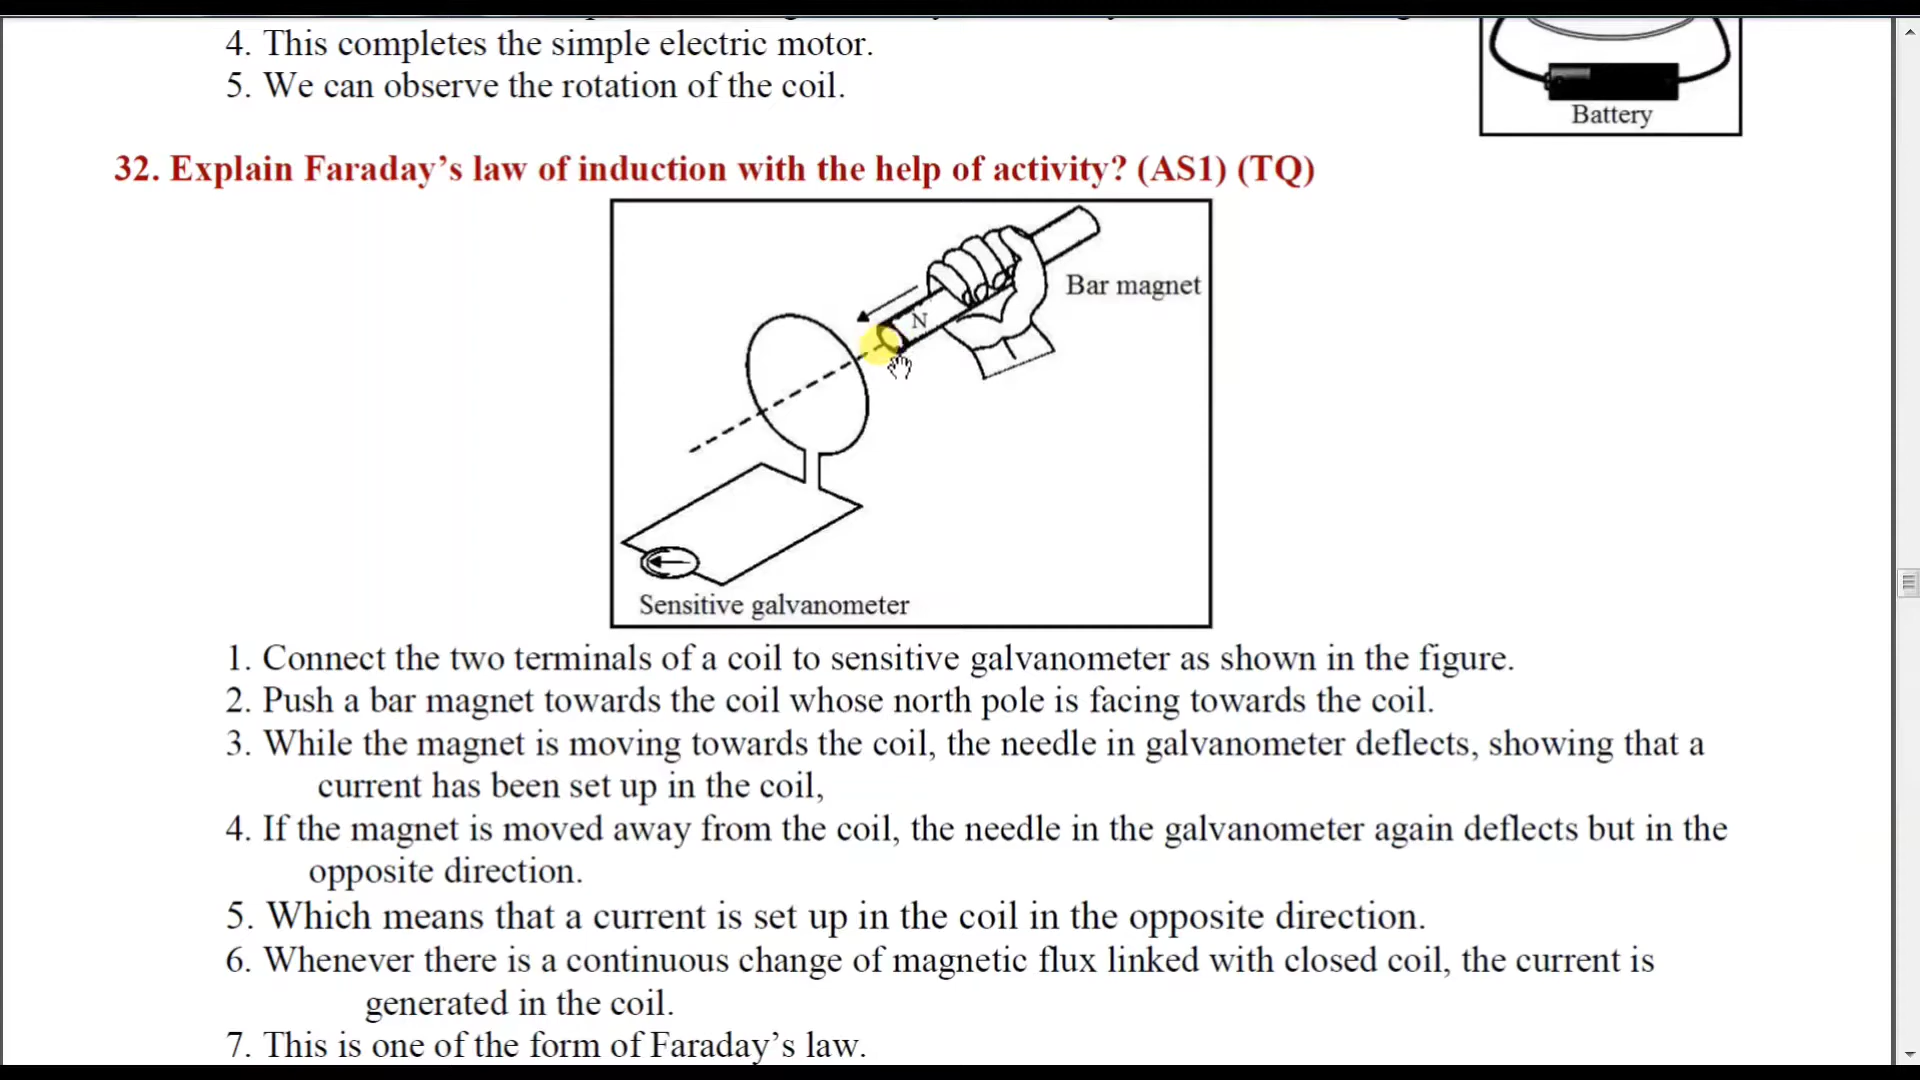 4. This completes the simple electric motor.
5. We can observe the rotation of the coil.
Battery
32. Explain Faraday’s law of induction with the help of activity? (AS1) (TQ)
Bar magnet
N
Sensitive galvanometer
1. Connect the two terminals of a coil to sensitive galvanometer as shown in the figure.
2. Push a bar magnet towards the coil whose north pole is facing towards the coil.
3. While the magnet is moving towards the coil, the needle in galvanometer deflects, showing that a
current has been set up in the coil,
4. If the magnet is moved away from the coil, the needle in the galvanometer again deflects but in the
opposite direction.
5. Which means that a current is set up in the coil in the opposite direction.
6. Whenever there is a continuous change of magnetic flux linked with closed coil, the current is
generated in the coil.
7. This is one of the form of Faraday’s law.